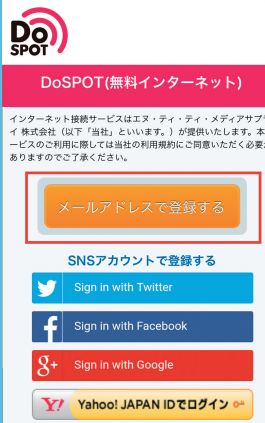 Do
SPOT
DoSPOT(無料インターネット)
インターネット接続サービスはエヌ・ティ・ティ・メディアサプ
イ 株式会社（以下「当社」といいます。）が提供いたします。本
ービスのご利用に際しては当社の利用規約にご同意いただく必要
ありますのでご了承ください。
メールアドレスで登録する
SNSアカウントで登録する
Sign in with Twitter
f Sign in with Facebook
g+ Sign in with Google
Y! Yahoo! JAPAN IDでログイン